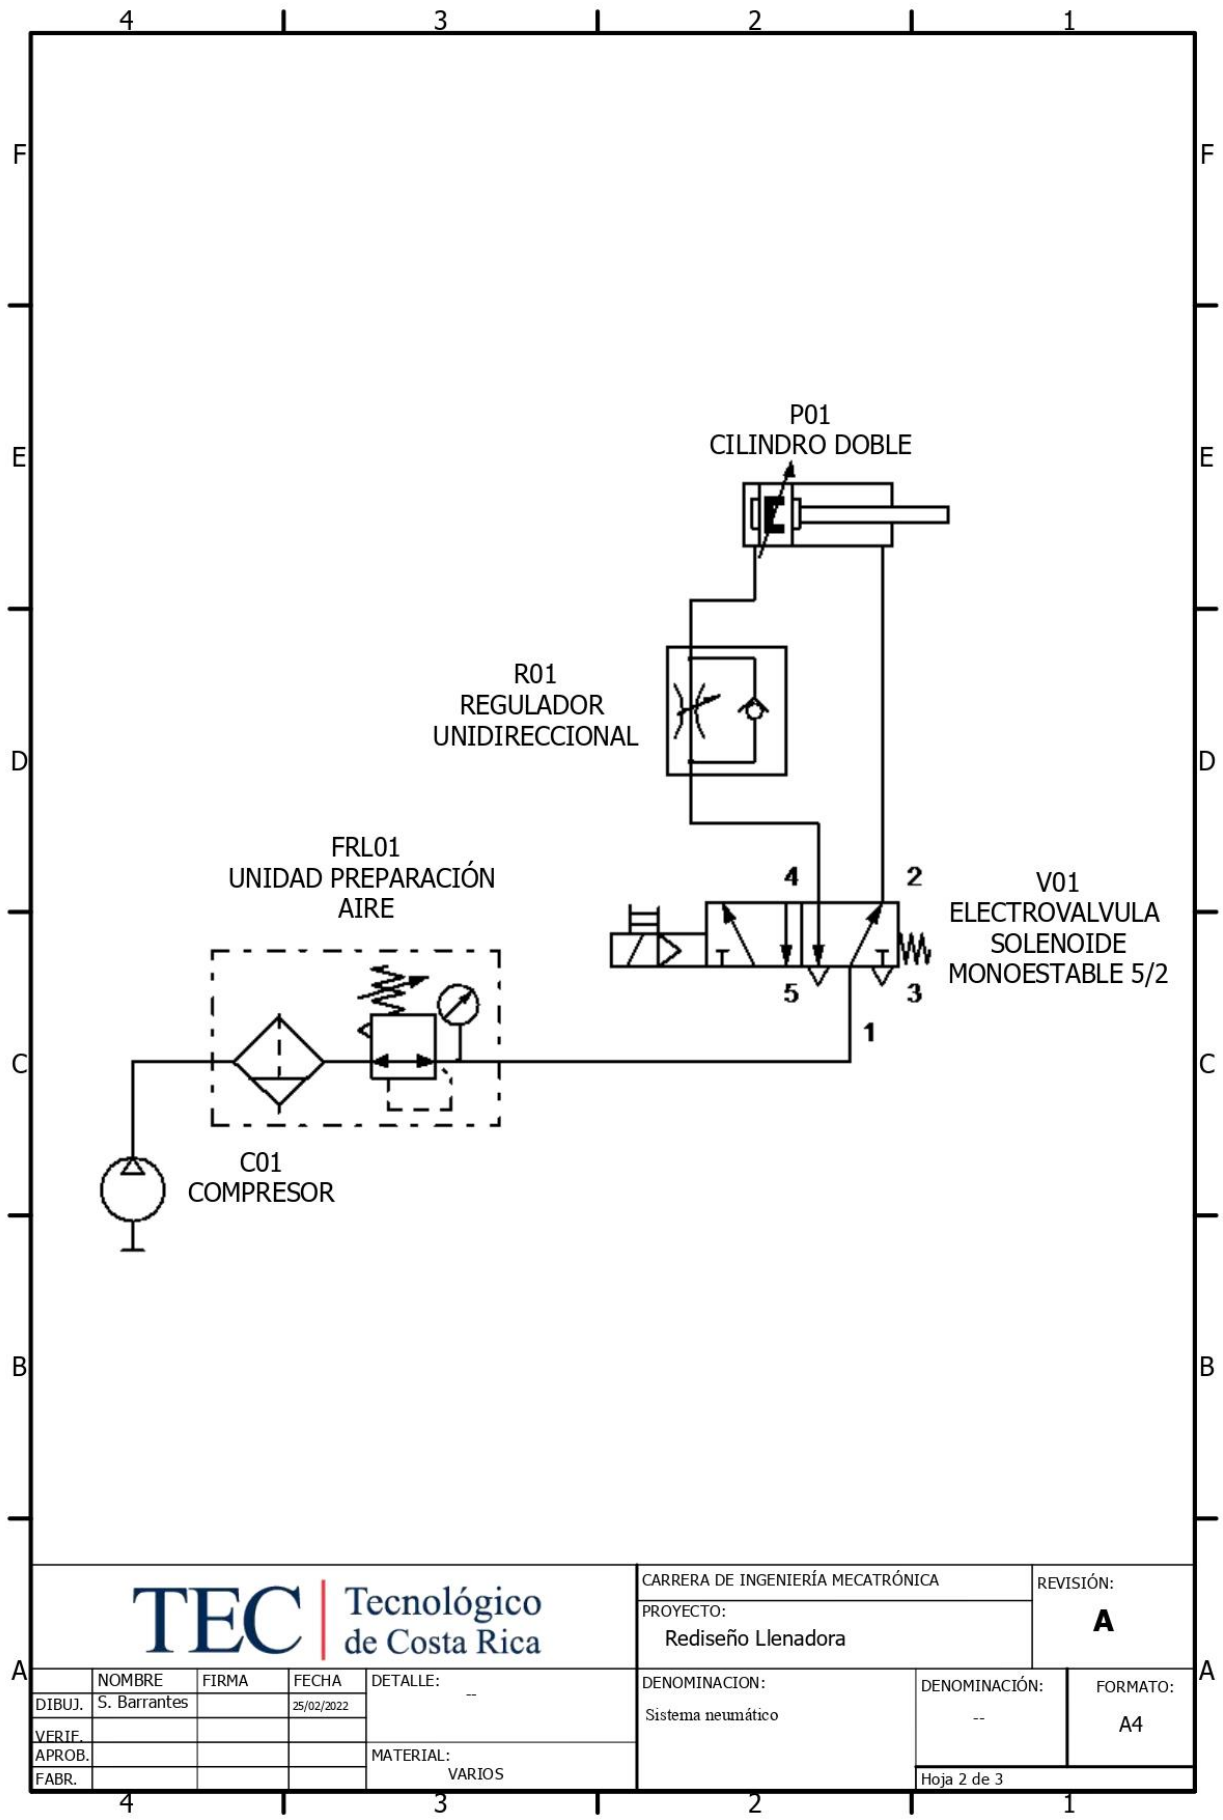 4 3 2 1
F F
P01
CILINDRO DOBLE
E E
R01
REGULADOR
UNIDIRECCIONAL
D D
FRL01
UNIDAD PREPARACIÓN
AIRE
4 2
V01
ELECTROVALVULA
SOLENOIDE
MONOESTABLE 5/2
5 3
1
C C
C01
COMPRESOR
B B
TEC Tecnológico
de Costa Rica
CARRERA DE INGENIERÍA MECATRÓNICA
PROYECTO:
Rediseño Llenadora
REVISIÓN:
A
A A
NOMBRE FIRMA FECHA
DIBUJ. S. Barrantes 25/02/2022
VERIF.
APROB.
FABR.
DETALLE:
--
MATERIAL:
VARIOS
DENOMINACION:
Sistema neumático
DENOMINACIÓN:
--
FORMATO:
A4
Hoja 2 de 3
4 3 2 1